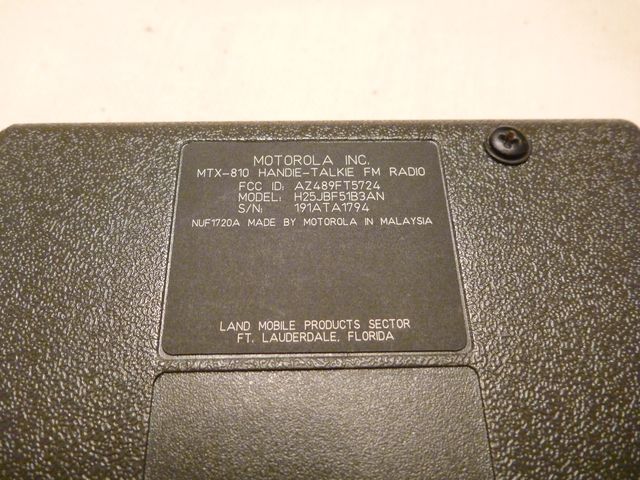 MOTOROLA INC.
MTX-810 HANDIE-TALKIE FM RADIO
FCC ID: AZ489FT5724
MODEL: H25JBF51B3AN
S/N: 191ATA1794
NUF1720A MADE BY MOTOROLA IN MALAYSIA
LAND MOBILE PRODUCTS SECTOR
FT. LAUDERDALE, FLORIDA